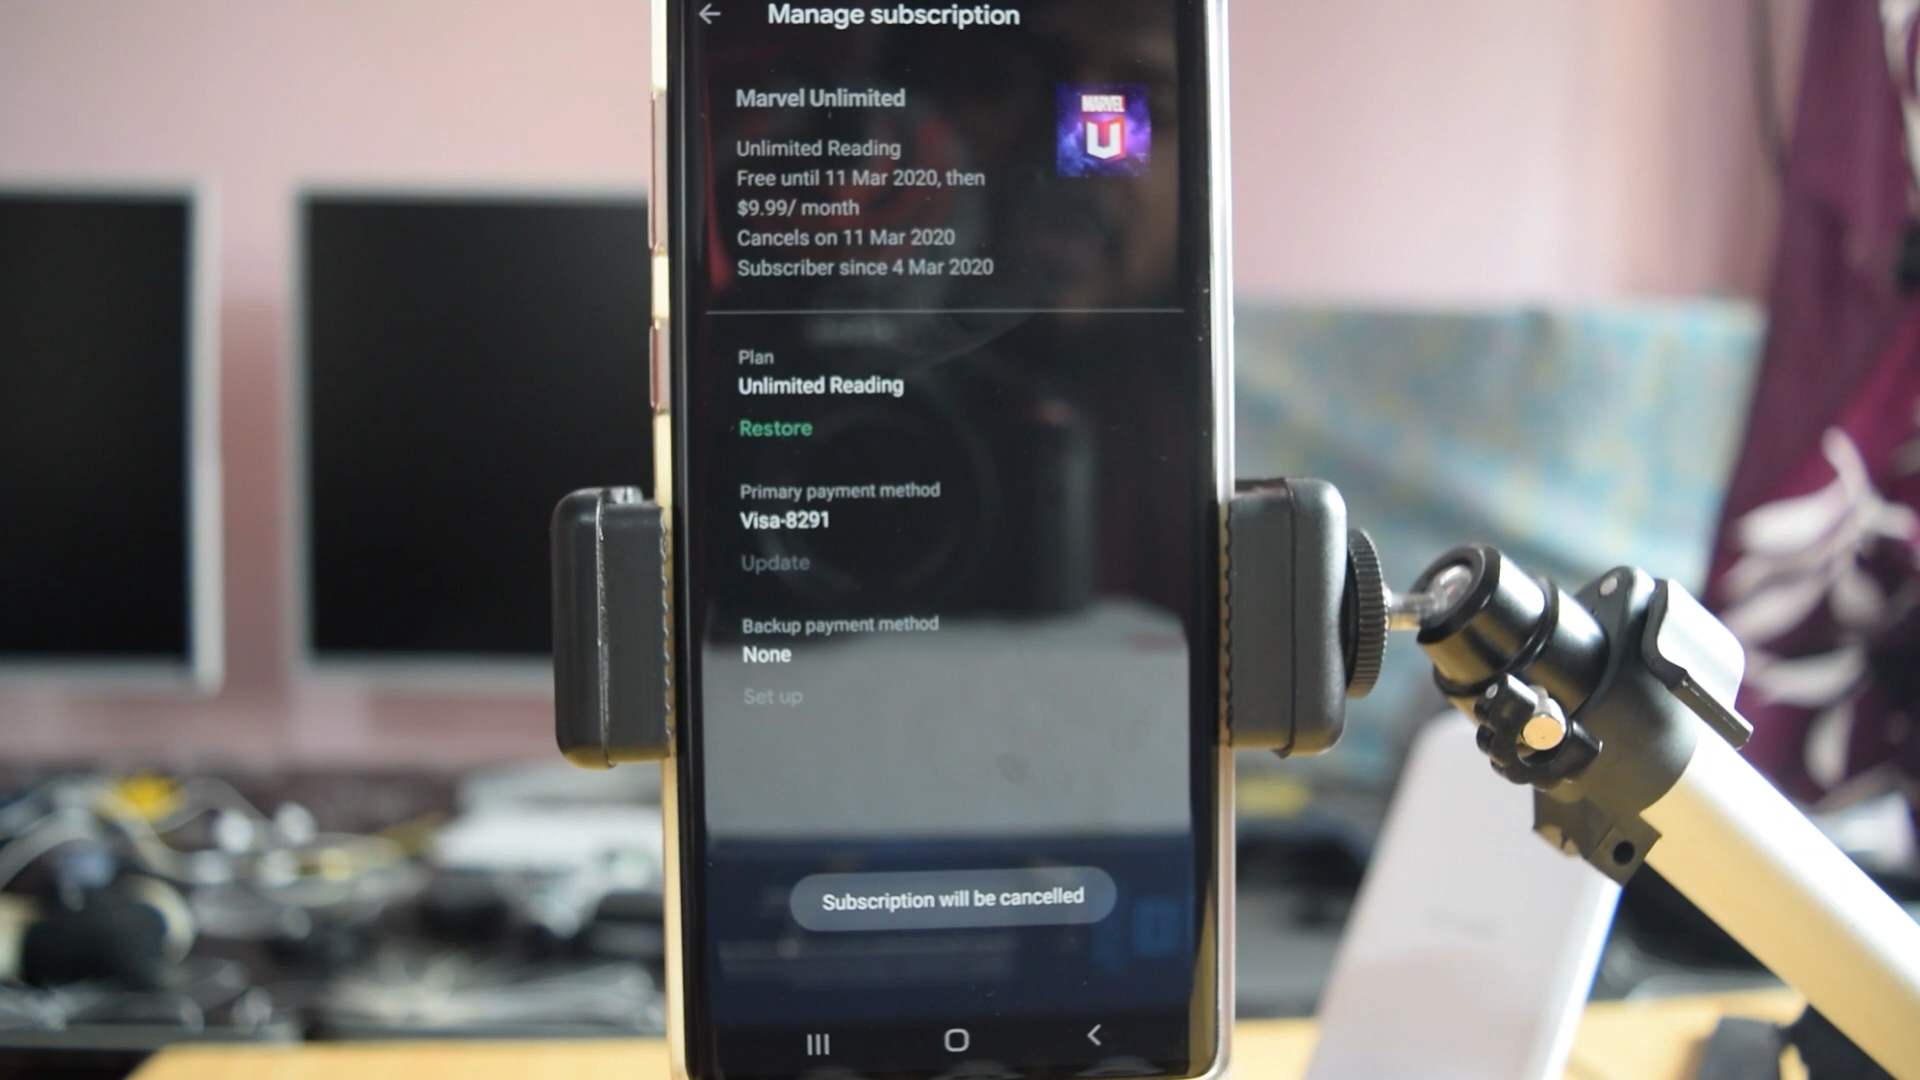 Manage subscription
Marvel Unlimited
MARVEL
U
Unlimited Reading
Free until 11 Mar 2020, then
$9.99/ month
Cancels on 11 Mar 2020
Subscriber since 4 Mar 2020
Plan
Unlimited Reading
Restore
Primary payment method
Visa-8291
Update
Backup payment method
None
Set up
Subscription will be cancelled